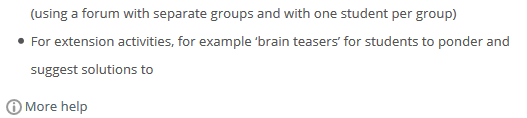 (using a forum with separate groups and with one student per group)
• For extension activities, for example ‘brain teasers’ for students to ponder and
suggest solutions to
More help